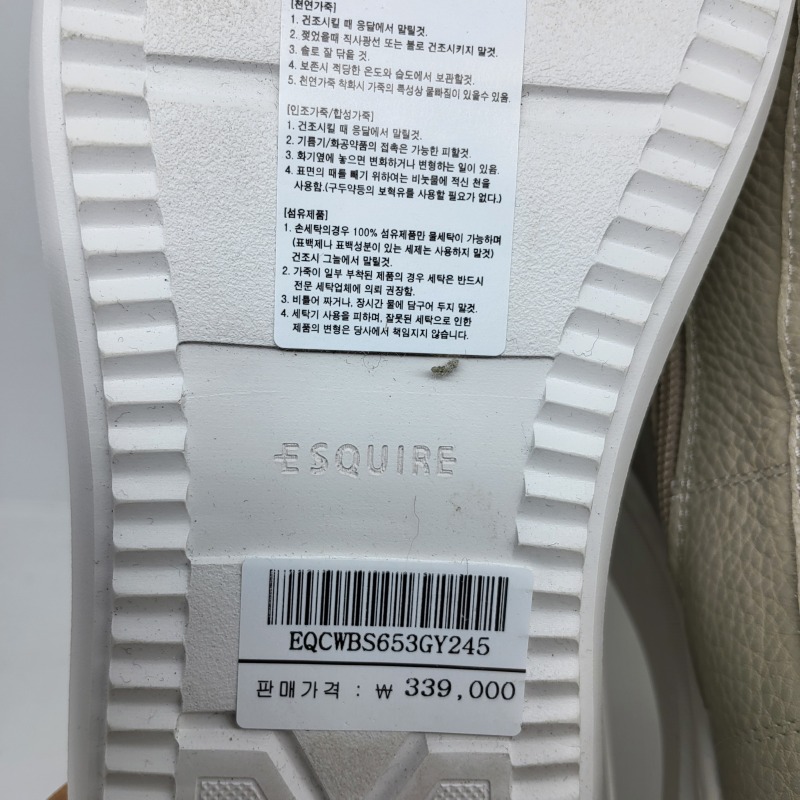 [천연가죽]
1. 건조시킬 때 응달에서 말릴것.
2. 젖었을때 직사광선 또는 불로 건조시키지 말것.
3. 솔로 잘 닦을 것.
4. 보존시 적당한 온도와 습도에서 보관할것.
5. 천연가죽 착화시 가죽의 특성상 물빠짐이 있을수 있음.
[인조가죽/합성가죽]
1. 건조시킬 때 응달에서 말릴것.
2. 기름기/화공약품의 접촉은 가능한 피할것.
3. 화기옆에 놓으면 변화하거나 변형하는 일이 있음.
4. 표면의 때를 빼기 위하여는 비눗물에 적신 천을
사용함.(구두약등의 보혁유를 사용할 필요가 없다.)
[섬유제품]
1. 손세탁의경우 100% 섬유제품만 물세탁이 가능하며
(표백제나 표백성분이 있는 세제는 사용하지 말것)
건조시 그늘에서 말릴것.
2. 가죽이 일부 부착된 제품의 경우 세탁은 반드시
전문 세탁업체에 의뢰 권장함.
3. 비틀어 짜거나, 장시간 물에 담구어 두지 말것.
4. 세탁기 사용을 피하며, 잘못된 세탁으로 인한
제품의 변형은 당사에서 책임지지 않습니다.
ESQUIRE
EQCWBS653GY245
판매가격 : ₩ 339,000